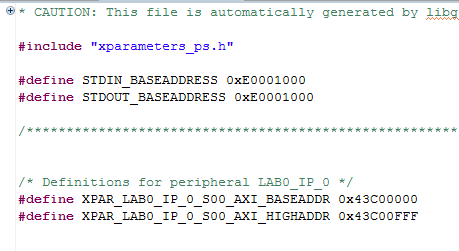 * CAUTION: This file is automatically generated by libg
#include "xparameters_ps.h"
#define STDIN_BASEADDRESS 0xE0001000
#define STDOUT_BASEADDRESS 0xE0001000
/******************************************************
/* Definitions for peripheral LAB0_IP_0 */
#define XPAR_LAB0_IP_0_S00_AXI_BASEADDR 0x43C00000
#define XPAR_LAB0_IP_0_S00_AXI_HIGHADDR 0x43C00FFF